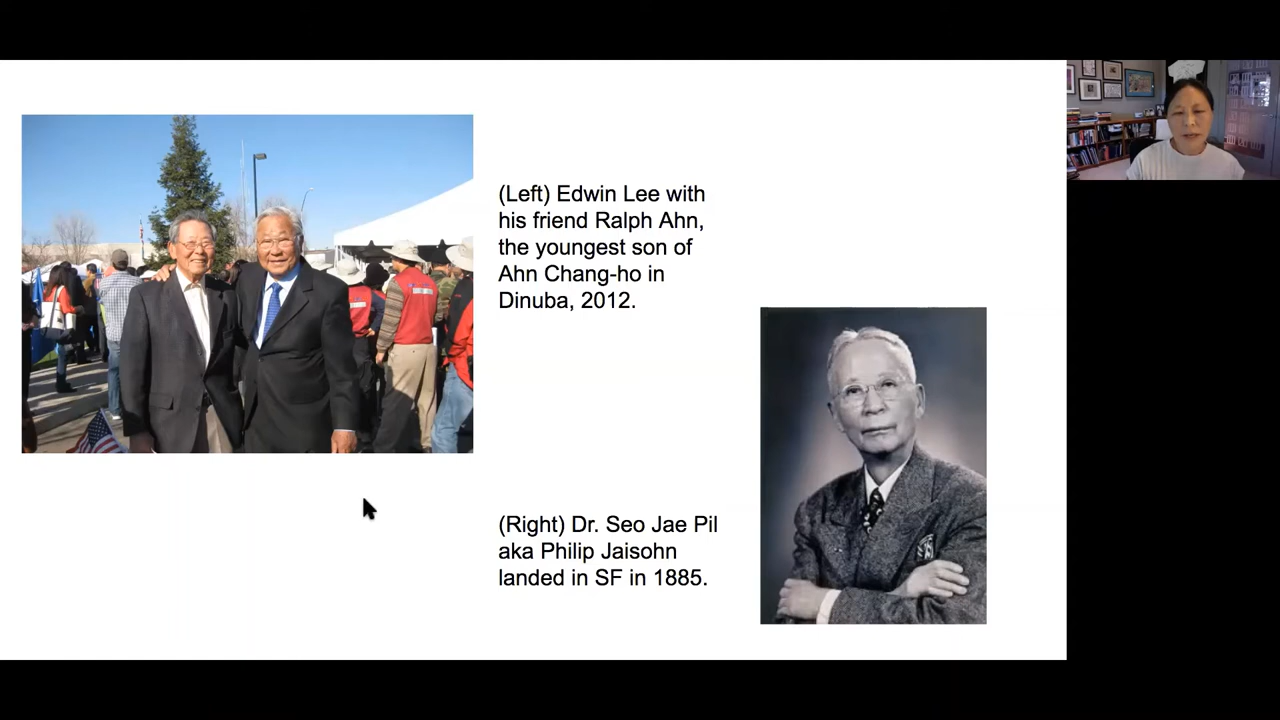 (Left) Edwin Lee with
his friend Ralph Ahn,
the youngest son of
Ahn Chang-ho in
Dinuba, 2012.
(Right) Dr. Seo Jae Pil
aka Philip Jaisohn
landed in SF in 1885.